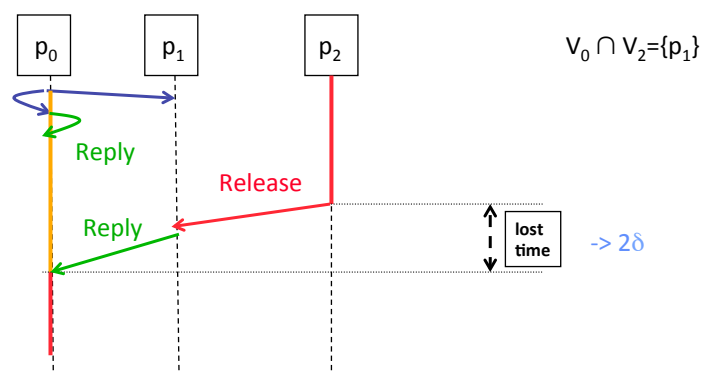 p₀
p₁
p₂
V₀ ∩ V₂={p₁}
Reply
Release
Reply
lost
time
-> 2δ